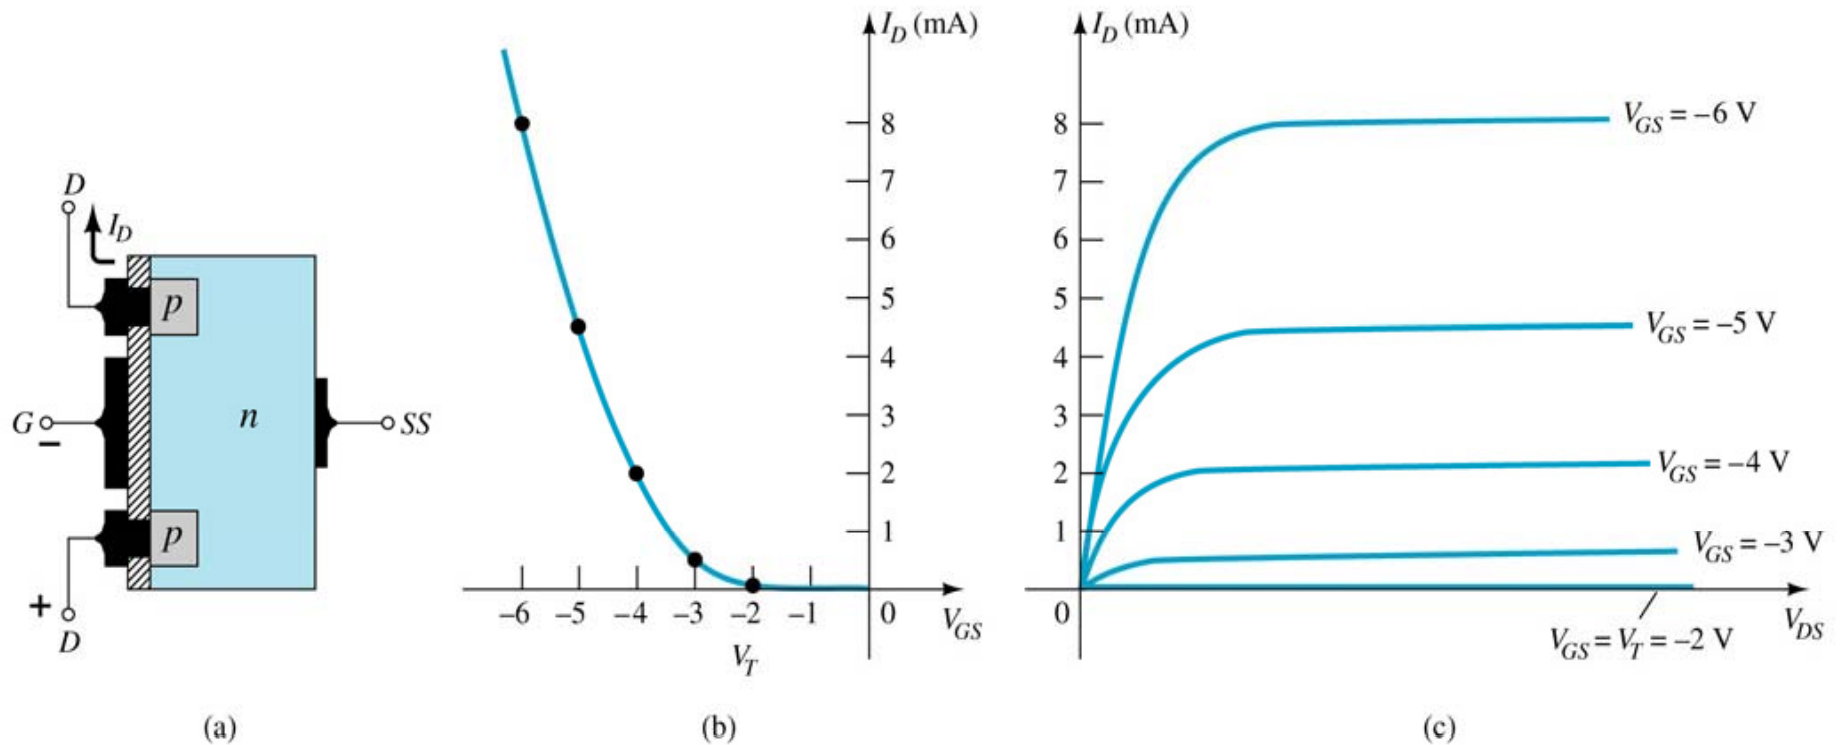 D
I_D
p
G
–
n
SS
p
+
D
(a)
I_D (mA)
8
7
6
5
4
3
2
1
–6 –5 –4 –3 –2 –1 0 V_GS
V_T
(b)
I_D (mA)
8
7
6
5
4
3
2
1
0
V_GS = –6 V
V_GS = –5 V
V_GS = –4 V
V_GS = –3 V
V_DS
V_GS = V_T = –2 V
(c)